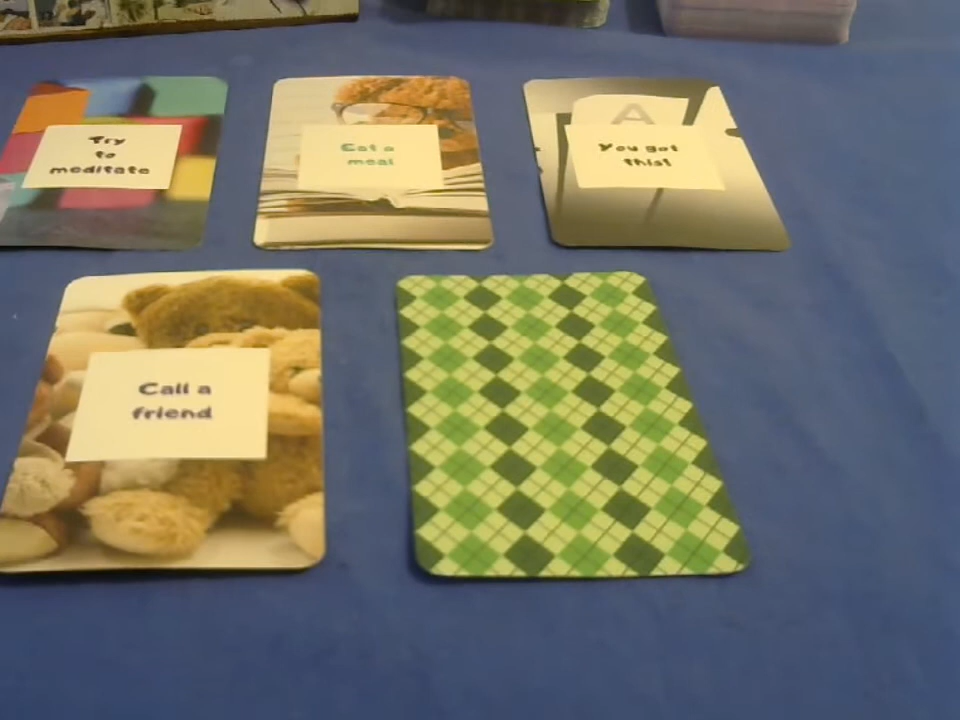 Try
to
meditate
Eat a
meal
A
You got
this!
Call a
friend